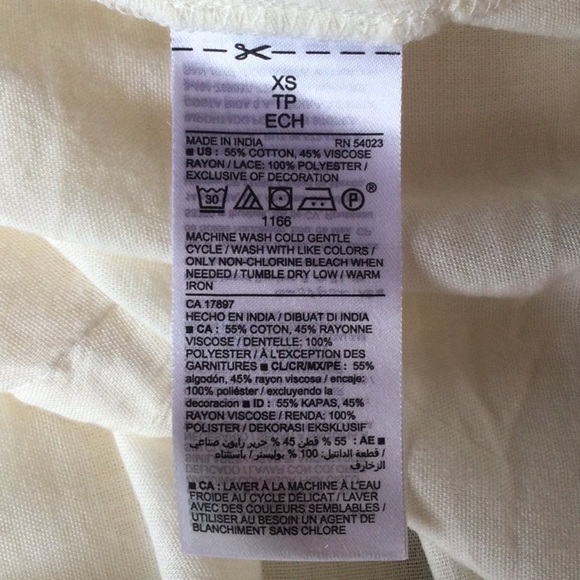 XS
TP
ECH
MADE IN INDIA RN 54023
■ US : 55% COTTON, 45% VISCOSE
RAYON / LACE: 100% POLYESTER /
EXCLUSIVE OF DECORATION
30 P ®
1166
MACHINE WASH COLD GENTLE
CYCLE / WASH WITH LIKE COLORS /
ONLY NON-CHLORINE BLEACH WHEN
NEEDED / TUMBLE DRY LOW / WARM
IRON
CA 17897
HECHO EN INDIA / DIBUAT DI INDIA
■ CA : 55% COTON, 45% RAYONNE
VISCOSE / DENTELLE: 100%
POLYESTER / À L'EXCEPTION DES
GARNITURES ■ CL/CR/MX/PE : 55%
algodón, 45% rayon viscosa / encaje:
100% poliéster / excluyendo la
decoracion ■ ID : 55% KAPAS, 45%
RAYON VISCOSE / RENDA: 100%
POLISTER / DEKORASI EKSKLUSIF
■ AE : 55 % قطن 45 % حرير رايون صناعي
/ قطعة الدانتيل: 100 % بوليستر / باستثناء
الزخارف
■ CA : LAVER À LA MACHINE À L'EAU
FROIDE AU CYCLE DÉLICAT / LAVER
AVEC DES COULEURS SEMBLABLES /
UTILISER AU BESOIN UN AGENT DE
BLANCHIMENT SANS CHLORE